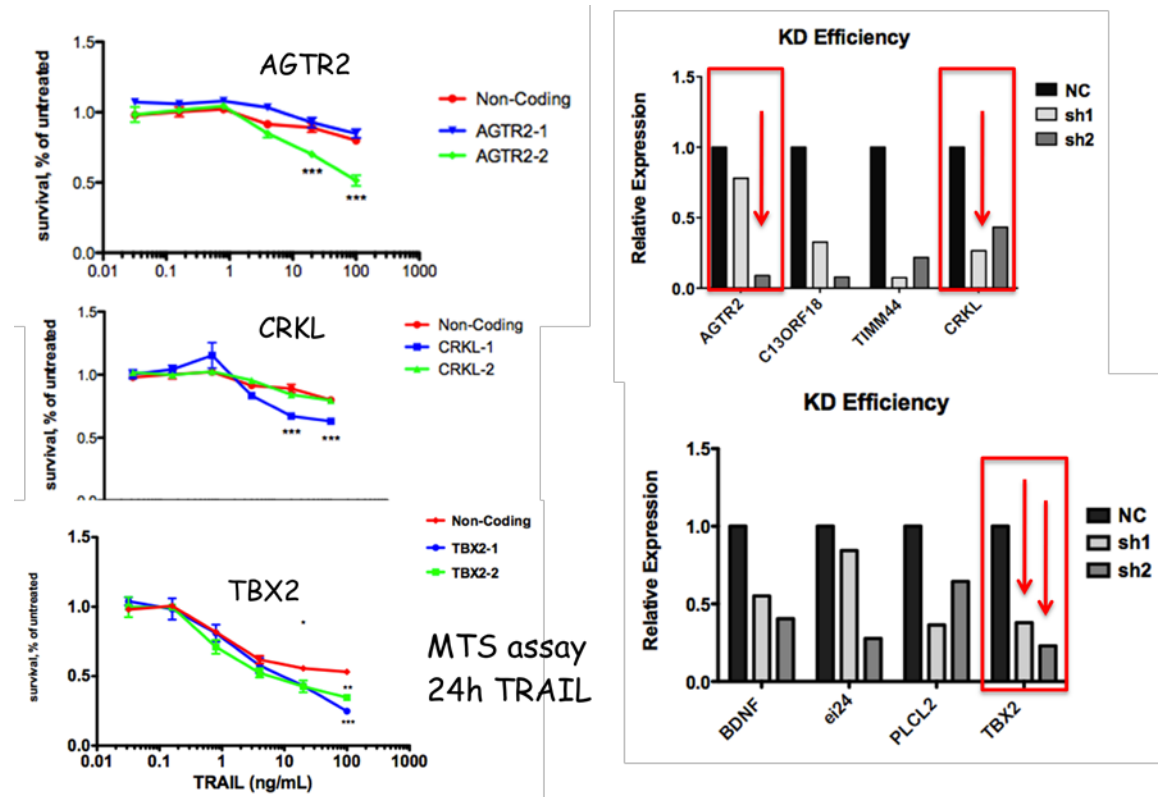 AGTR2
survival, % of untreated
1.5
1.0
0.5
0.0
0.01 0.1 1 10 100 1000
Non-Coding
AGTR2-1
AGTR2-2
***
***
CRKL
survival, % of untreated
1.5
1.0
0.5
0.0
Non-Coding
CRKL-1
CRKL-2
*** ***
TBX2
survival, % of untreated
1.5
1.0
0.5
0.0
0.01 0.1 1 10 100 1000
TRAIL (ng/mL)
Non-Coding
TBX2-1
TBX2-2
*
**
***
MTS assay
24h TRAIL
KD Efficiency
Relative Expression
1.5
1.0
0.5
0.0
AGTR2 C13ORF18 TIMM44 CRKL
NC
sh1
sh2
KD Efficiency
Relative Expression
1.5
1.0
0.5
0.0
BDNF ei24 PLCL2 TBX2
NC
sh1
sh2